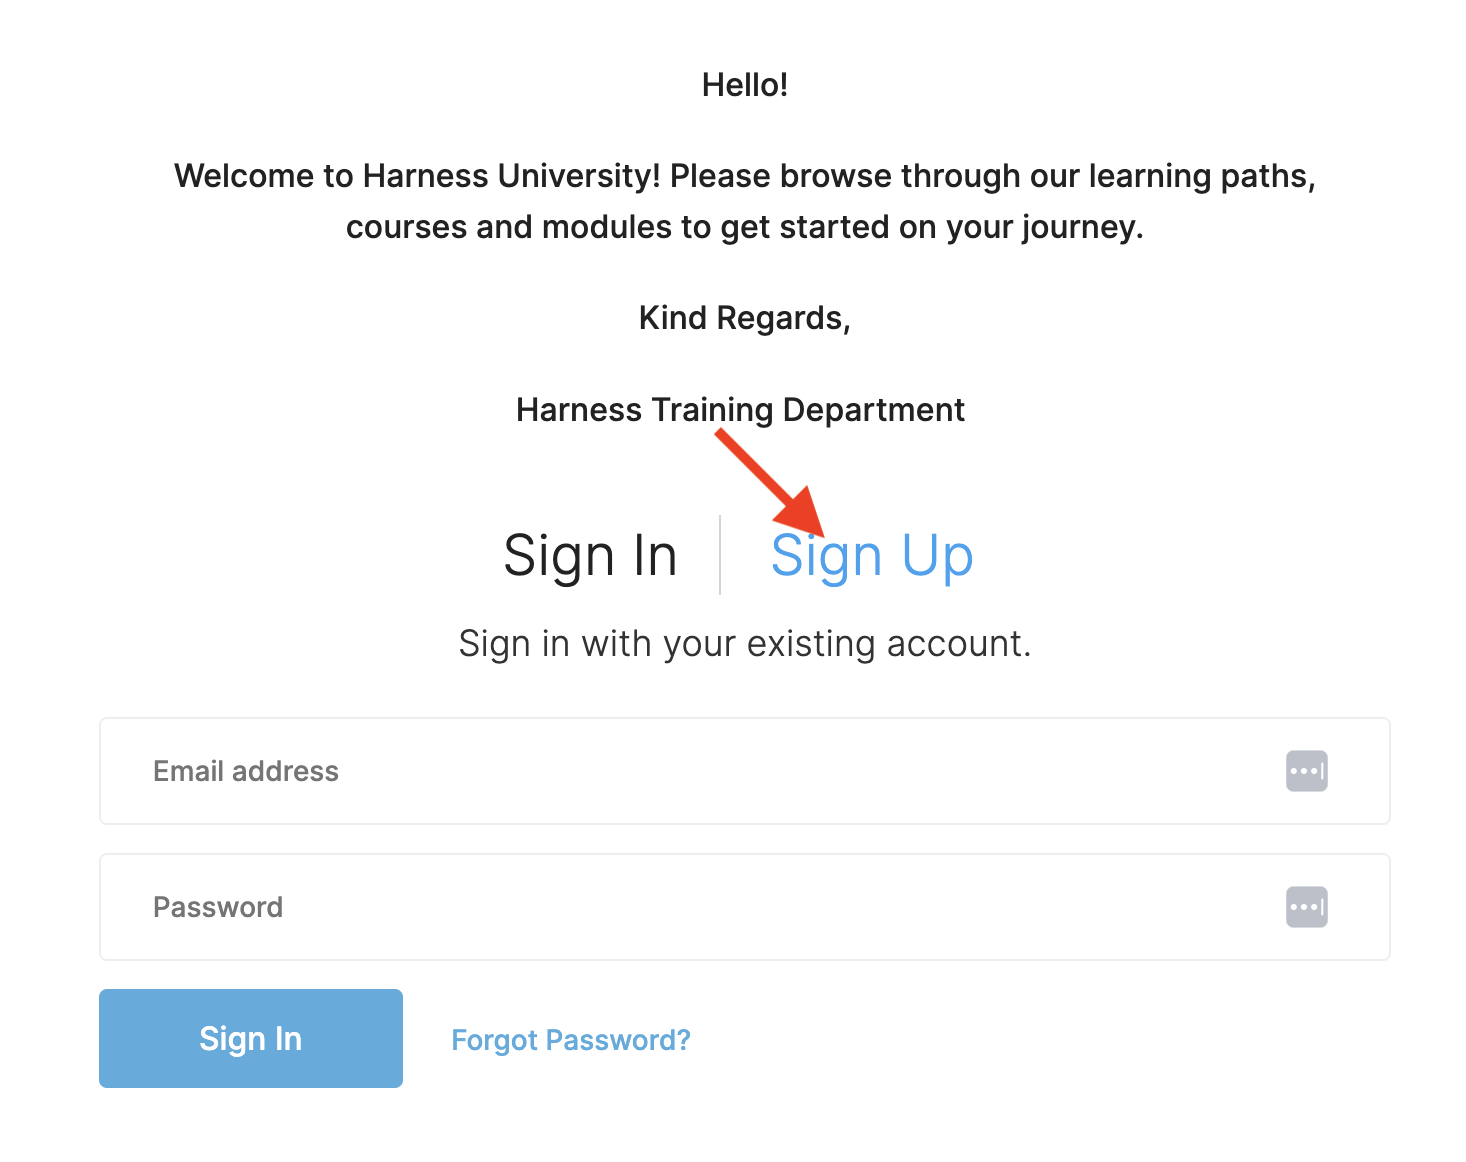 Hello!
Welcome to Harness University! Please browse through our learning paths,
courses and modules to get started on your journey.
Kind Regards,
Harness Training Department
Sign In
Sign Up
Sign in with your existing account.
Email address
Password
Sign In
Forgot Password?